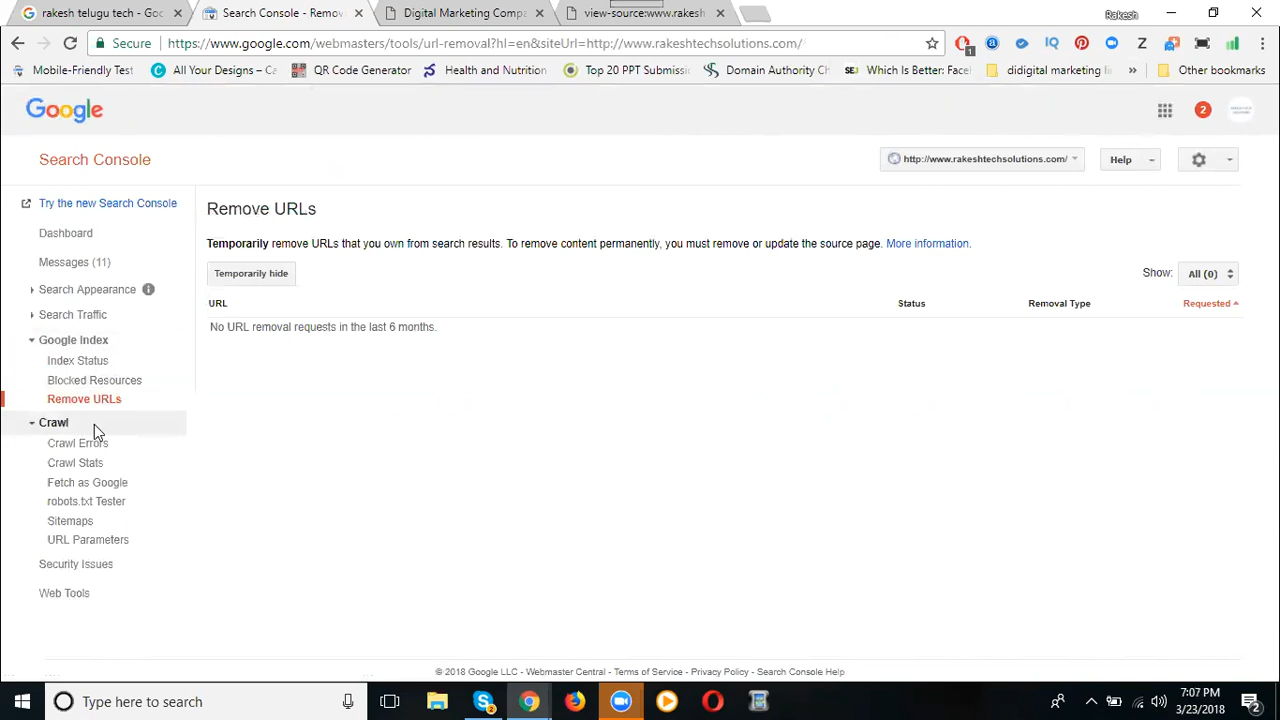 rakesh telugu tech - Goo
Search Console - Remov
Digital Marketing Compa
view-source:www.rakesh
Rakesh
Secure
https://www.google.com/webmasters/tools/url-removal?hl=en&siteUrl=http://www.rakeshtechsolutions.com/
Mobile-Friendly Test
All Your Designs – Ca
QR Code Generator
Health and Nutrition
Top 20 PPT Submissio
Domain Authority Ch
Which Is Better: Facel
didigital marketing li
Other bookmarks
Google
2
Search Console
http://www.rakeshtechsolutions.com/
Help
Try the new Search Console
Dashboard
Messages (11)
Search Appearance
Search Traffic
Google Index
Index Status
Blocked Resources
Remove URLs
Crawl
Crawl Errors
Crawl Stats
Fetch as Google
robots.txt Tester
Sitemaps
URL Parameters
Security Issues
Web Tools
Remove URLs
Temporarily remove URLs that you own from search results. To remove content permanently, you must remove or update the source page. More information.
Temporarily hide
Show: All (0)
URL Status Removal Type Requested
No URL removal requests in the last 6 months.
© 2018 Google LLC - Webmaster Central - Terms of Service - Privacy Policy - Search Console Help
Type here to search
7:07 PM
3/23/2018